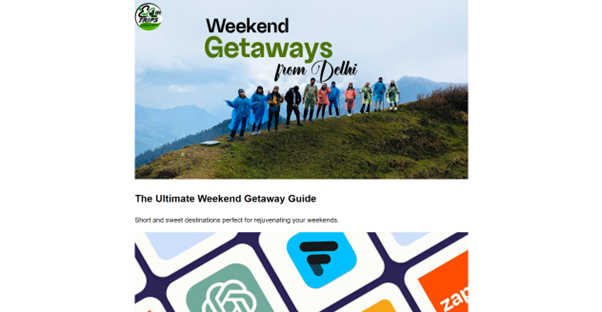 TRIPS
Weekend
Getaways
from Delhi
The Ultimate Weekend Getaway Guide
Short and sweet destinations perfect for rejuvenating your weekends.
zap